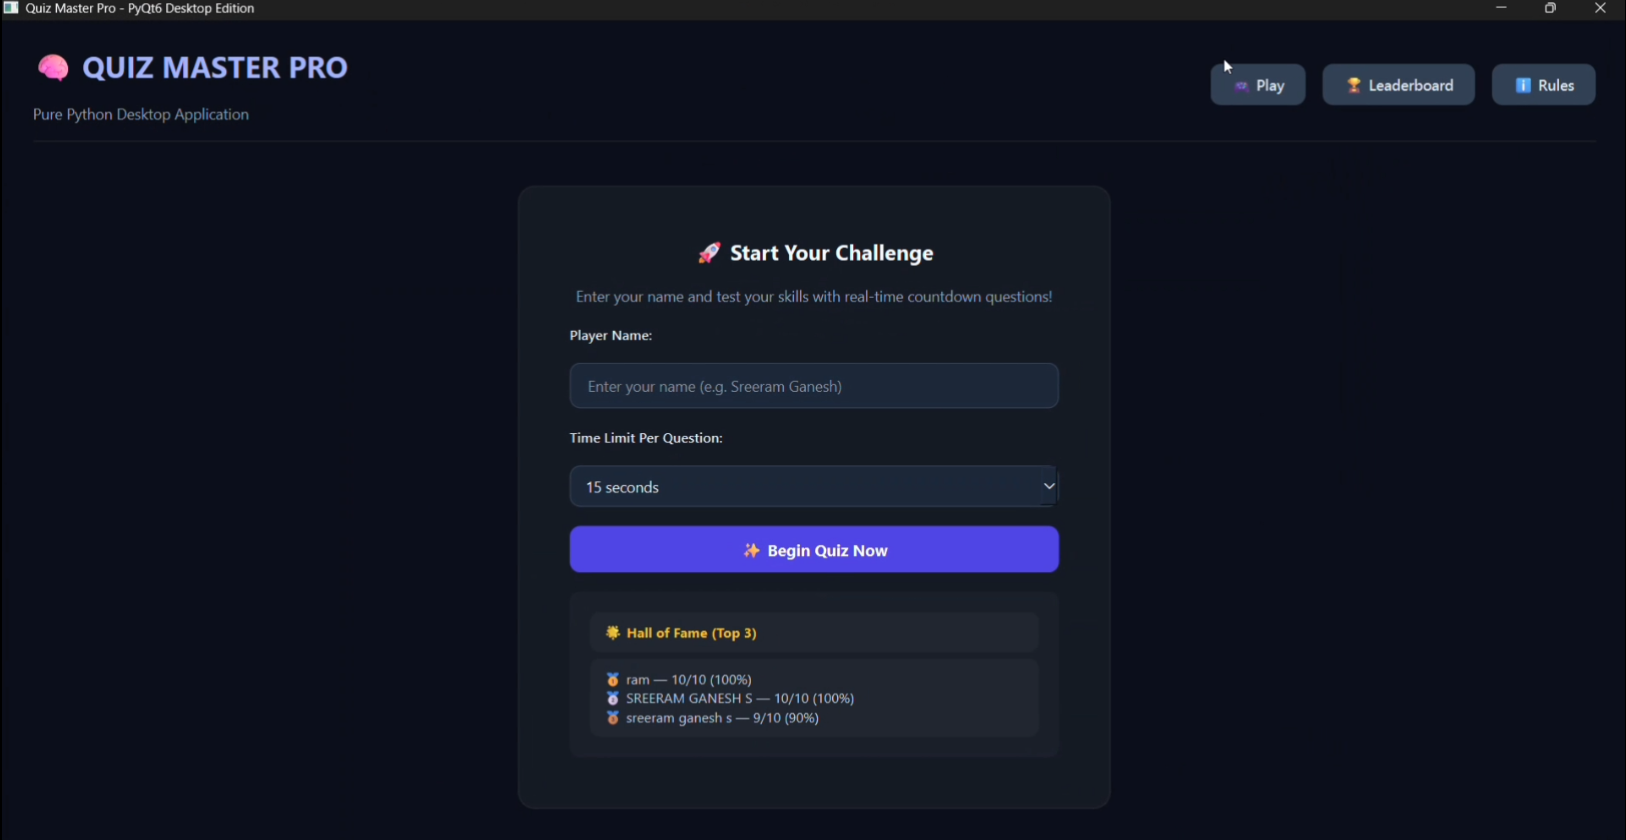 Quiz Master Pro - PyQt6 Desktop Edition
QUIZ MASTER PRO
Play
Leaderboard
Rules
Pure Python Desktop Application
Start Your Challenge
Enter your name and test your skills with real-time countdown questions!
Player Name:
Enter your name (e.g. Sreeram Ganesh)
Time Limit Per Question:
15 seconds
Begin Quiz Now
Hall of Fame (Top 3)
ram — 10/10 (100%)
SREERAM GANESH S — 10/10 (100%)
sreeram ganesh s — 9/10 (90%)